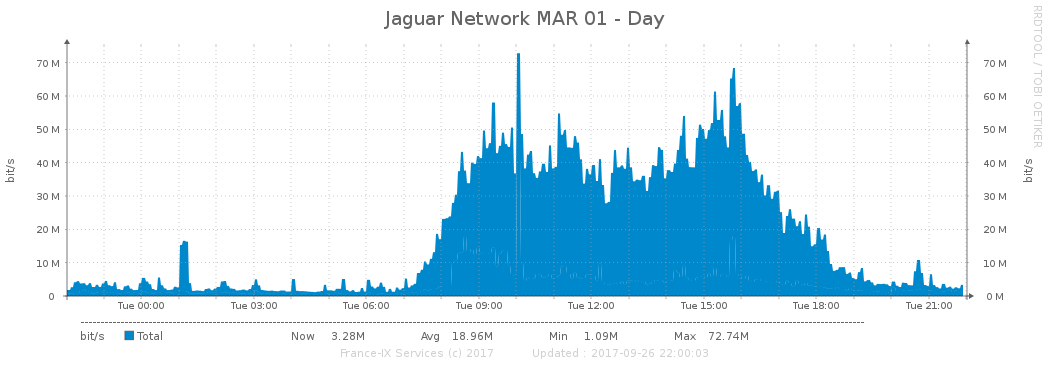 Jaguar Network MAR 01 - Day
RRDTOOL / TOBI OETIKER
70 M 70 M
60 M 60 M
50 M 50 M
40 M 40 M
30 M 30 M
20 M 20 M
10 M 10 M
0 0 M
bit/s bit/s
Tue 00:00 Tue 03:00 Tue 06:00 Tue 09:00 Tue 12:00 Tue 15:00 Tue 18:00 Tue 21:00
bit/s Total Now 3.28M Avg 18.96M Min 1.09M Max 72.74M
France-IX Services (c) 2017 Updated : 2017-09-26 22:00:03